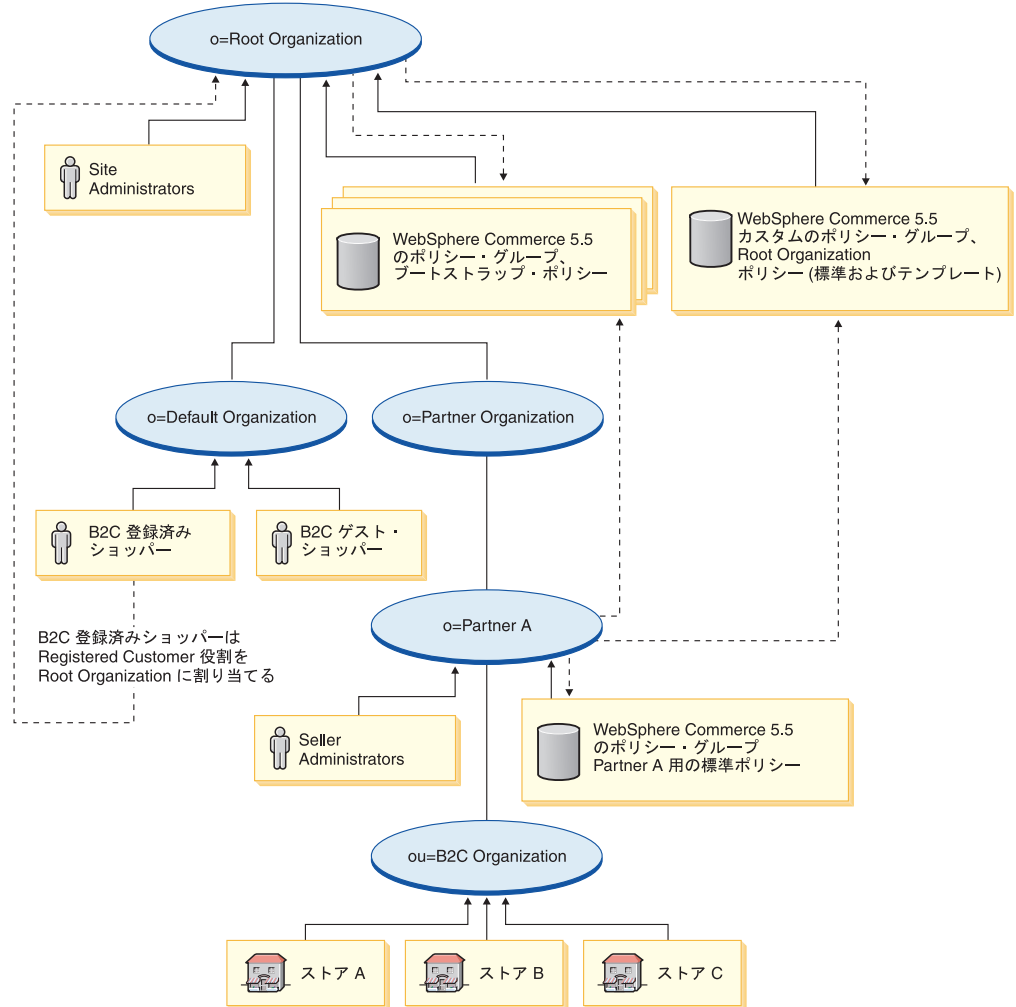 o=Root Organization
Site
Administrators
WebSphere Commerce 5.5
のポリシー・グループ、
ブートストラップ・ポリシー
WebSphere Commerce 5.5
カスタムのポリシー・グループ、
Root Organization
ポリシー (標準およびテンプレート)
o=Default Organization
o=Partner Organization
B2C 登録済み
ショッパー
B2C ゲスト・
ショッパー
B2C 登録済みショッパーは
Registered Customer 役割を
Root Organization に割り当てる
o=Partner A
Seller
Administrators
WebSphere Commerce 5.5
のポリシー・グループ
Partner A 用の標準ポリシー
ou=B2C Organization
ストア A
ストア B
ストア C